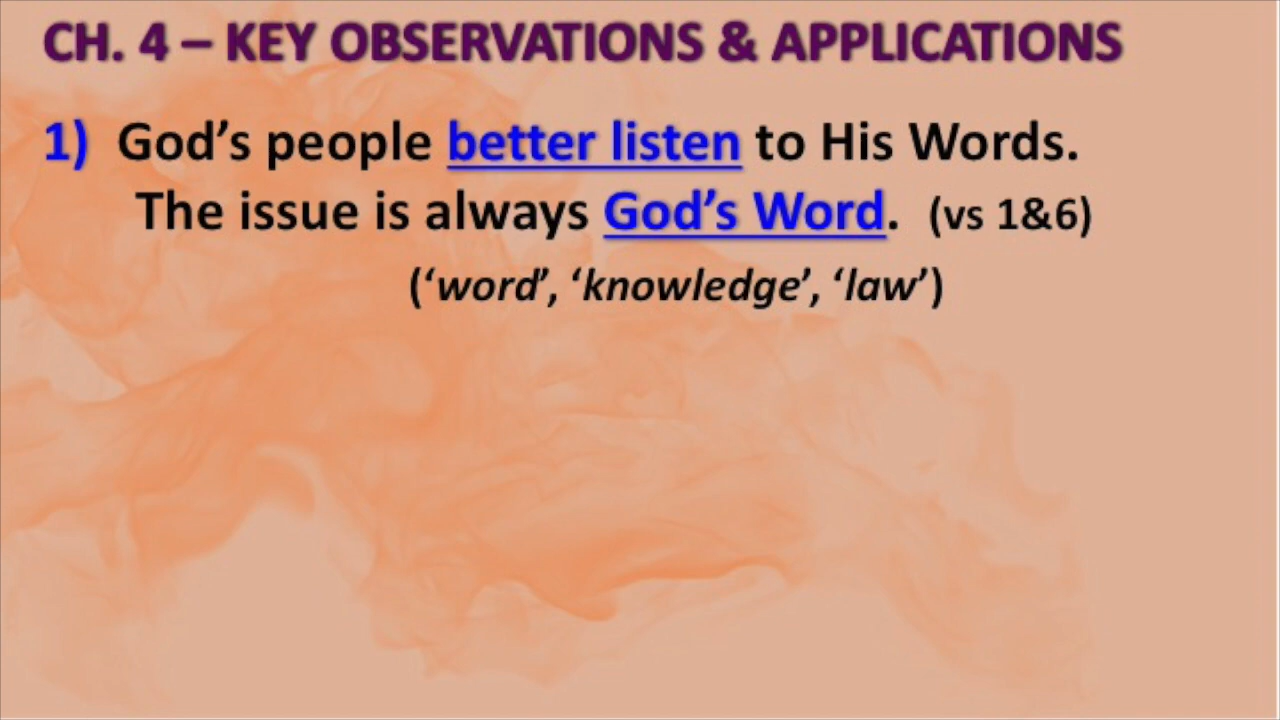 CH. 4 – KEY OBSERVATIONS & APPLICATIONS
1) God’s people better listen to His Words.
The issue is always God’s Word. (vs 1&6)
(‘word’, ‘knowledge’, ‘law’)